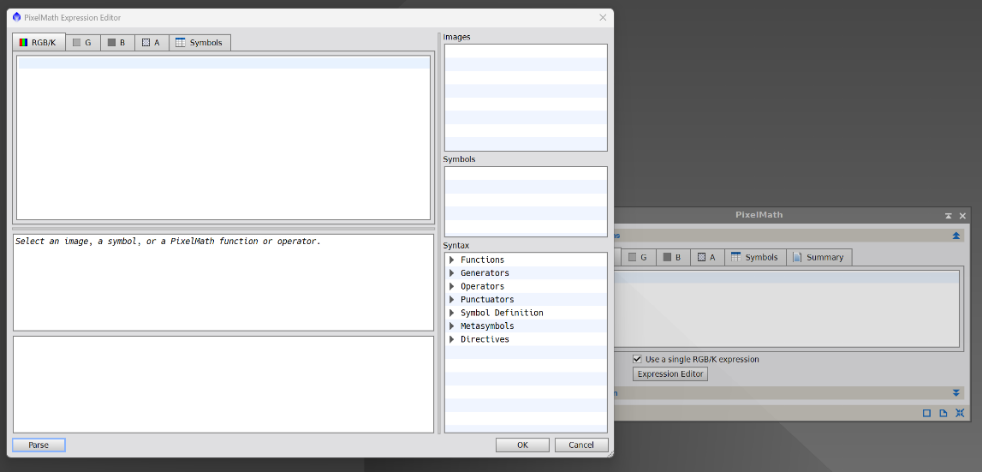 PixelMath Expression Editor
RGB/K G B A Symbols
Select an image, a symbol, or a PixelMath function or operator.
Parse
Images
Symbols
Syntax
Functions
Generators
Operators
Punctuators
Symbol Definition
Metasymbols
Directives
OK Cancel
PixelMath
G B A Symbols Summary
Use a single RGB/K expression
Expression Editor